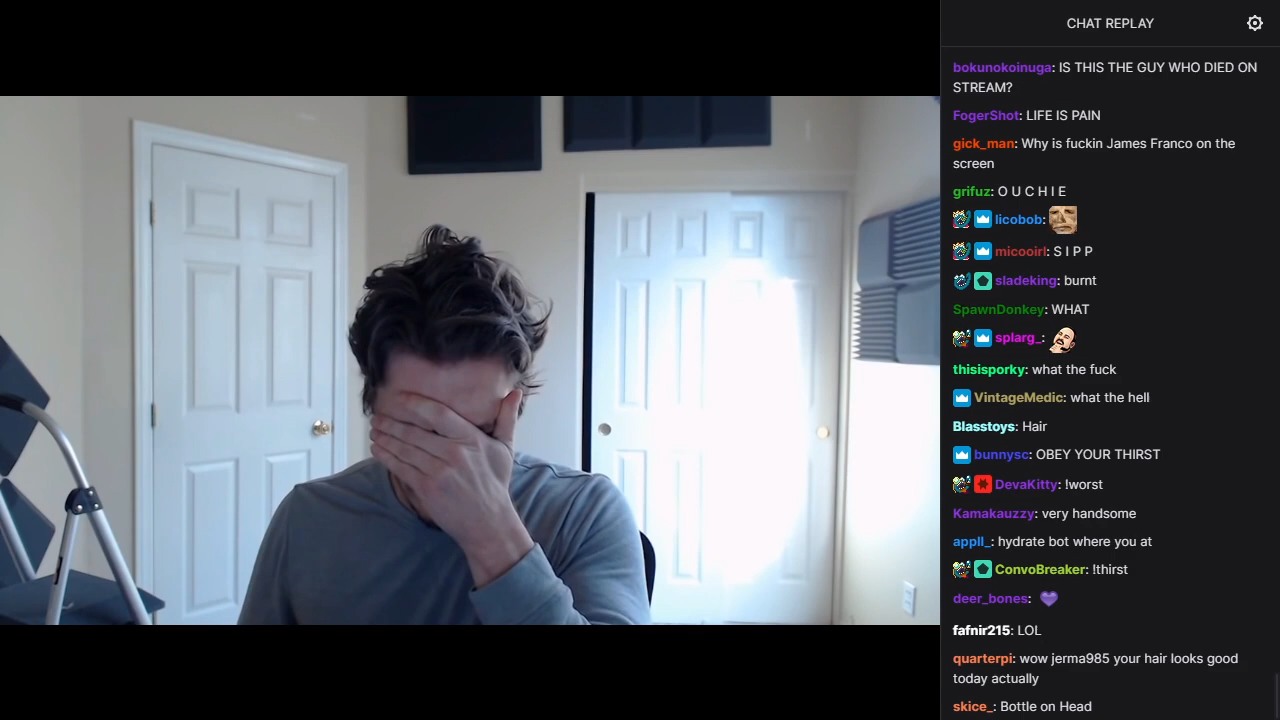 CHAT REPLAY
bokunokoinuga: IS THIS THE GUY WHO DIED ON
STREAM?
FogerShot: LIFE IS PAIN
gick_man: Why is fuckin James Franco on the
screen
grifuz: O U C H I E
licobob:
micooirl: S I P P
sladeking: burnt
SpawnDonkey: WHAT
splarg_:
thisisporky: what the fuck
VintageMedic: what the hell
Blasstoys: Hair
bunnysc: OBEY YOUR THIRST
DevaKitty: !worst
Kamakauzzy: very handsome
appll_: hydrate bot where you at
ConvoBreaker: !thirst
deer_bones:
fafnir215: LOL
quarterpi: wow jerma985 your hair looks good
today actually
skice_: Bottle on Head